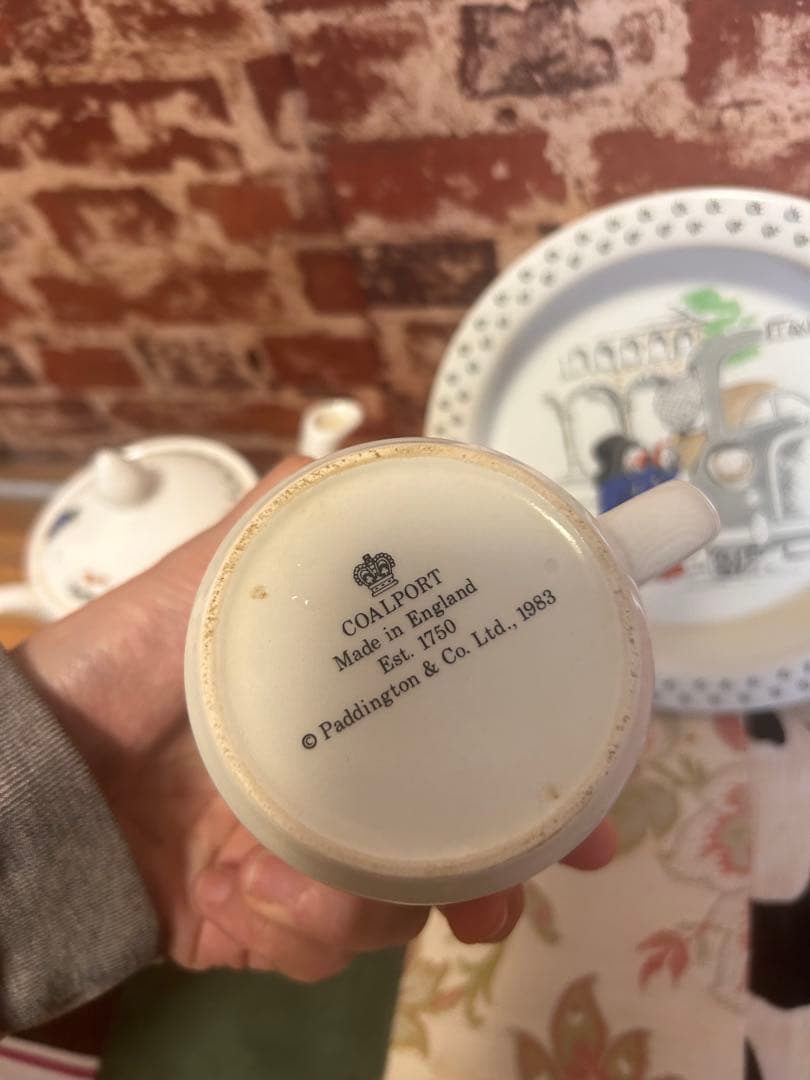 COALPORT
Made in England
Est. 1750
© Paddington & Co. Ltd., 1983